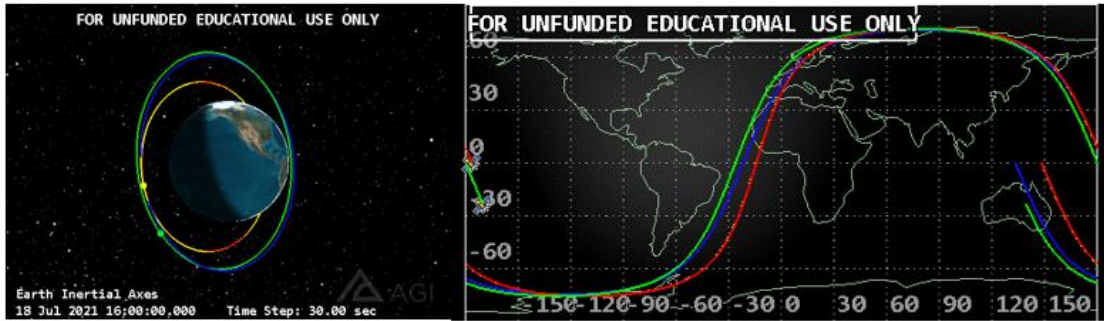 FOR UNFUNDED EDUCATIONAL USE ONLY
AGI
Earth Inertial Axes
18 Jul 2021 16:00:00.000 Time Step: 30.00 sec
FOR UNFUNDED EDUCATIONAL USE ONLY
60
30
0
-30
-60
-150 -120 -90 -60 -30 0 30 60 90 120 150